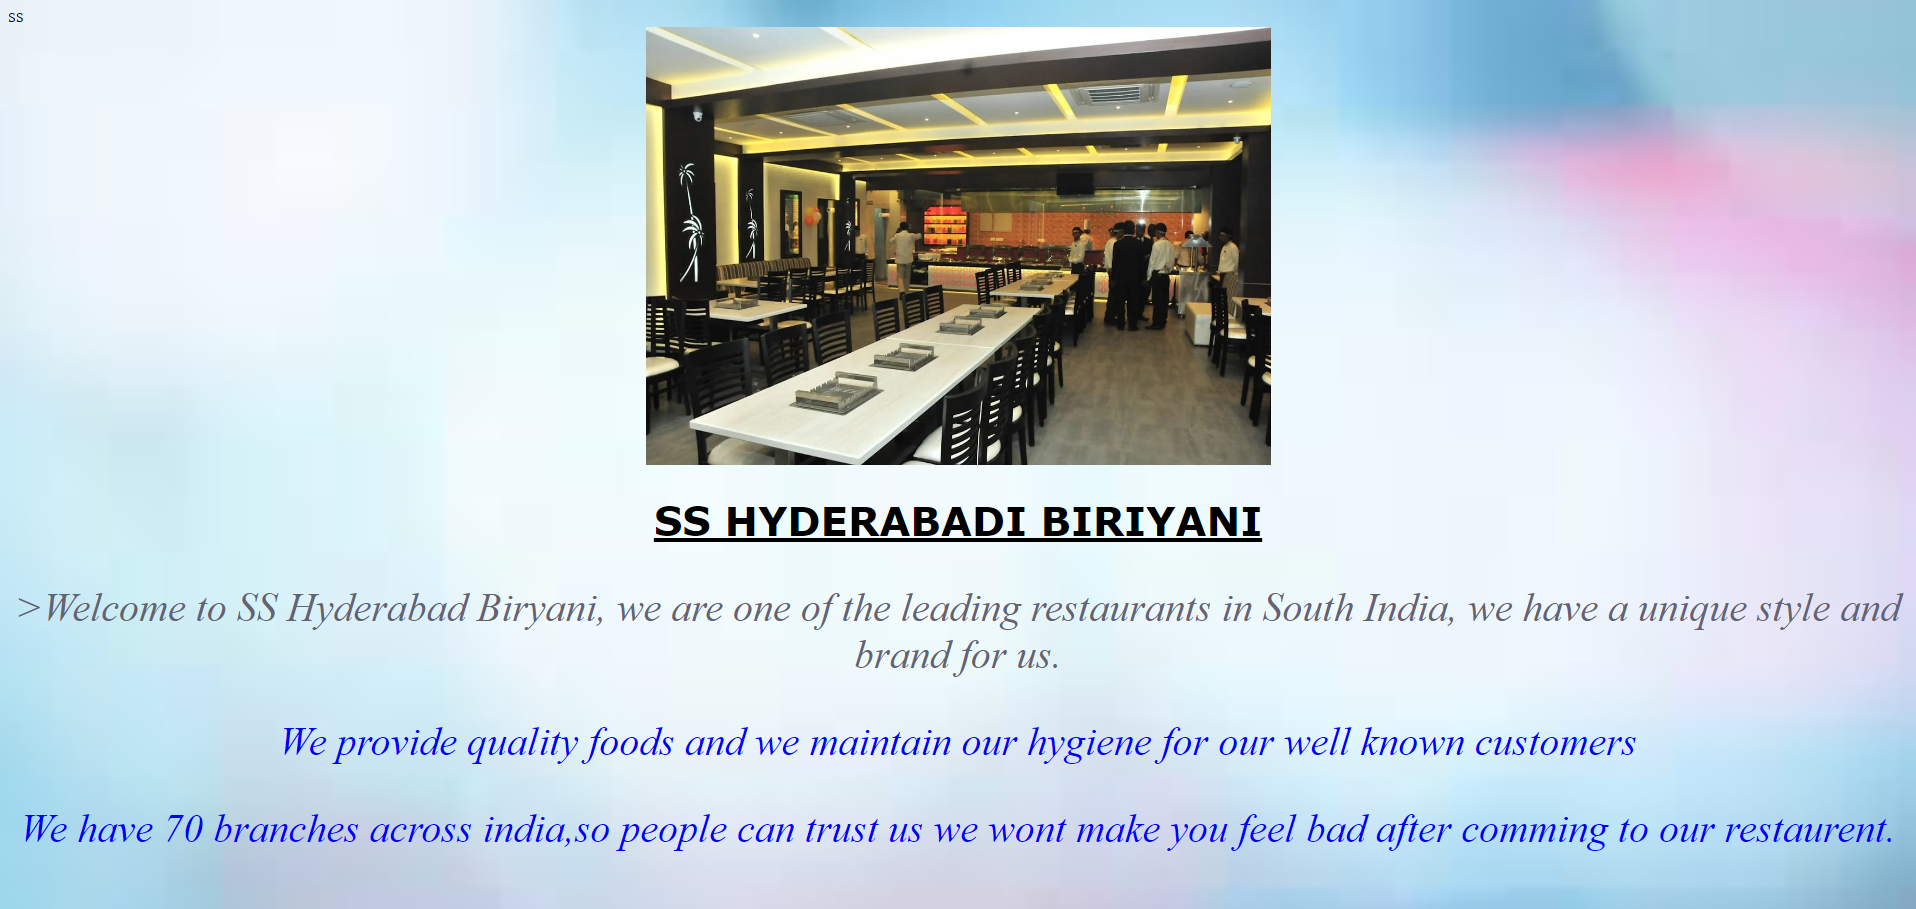 ss
SS HYDERABADI BIRIYANI
>Welcome to SS Hyderabad Biryani, we are one of the leading restaurants in South India, we have a unique style and
brand for us.
We provide quality foods and we maintain our hygiene for our well known customers
We have 70 branches across india,so people can trust us we wont make you feel bad after comming to our restaurent.